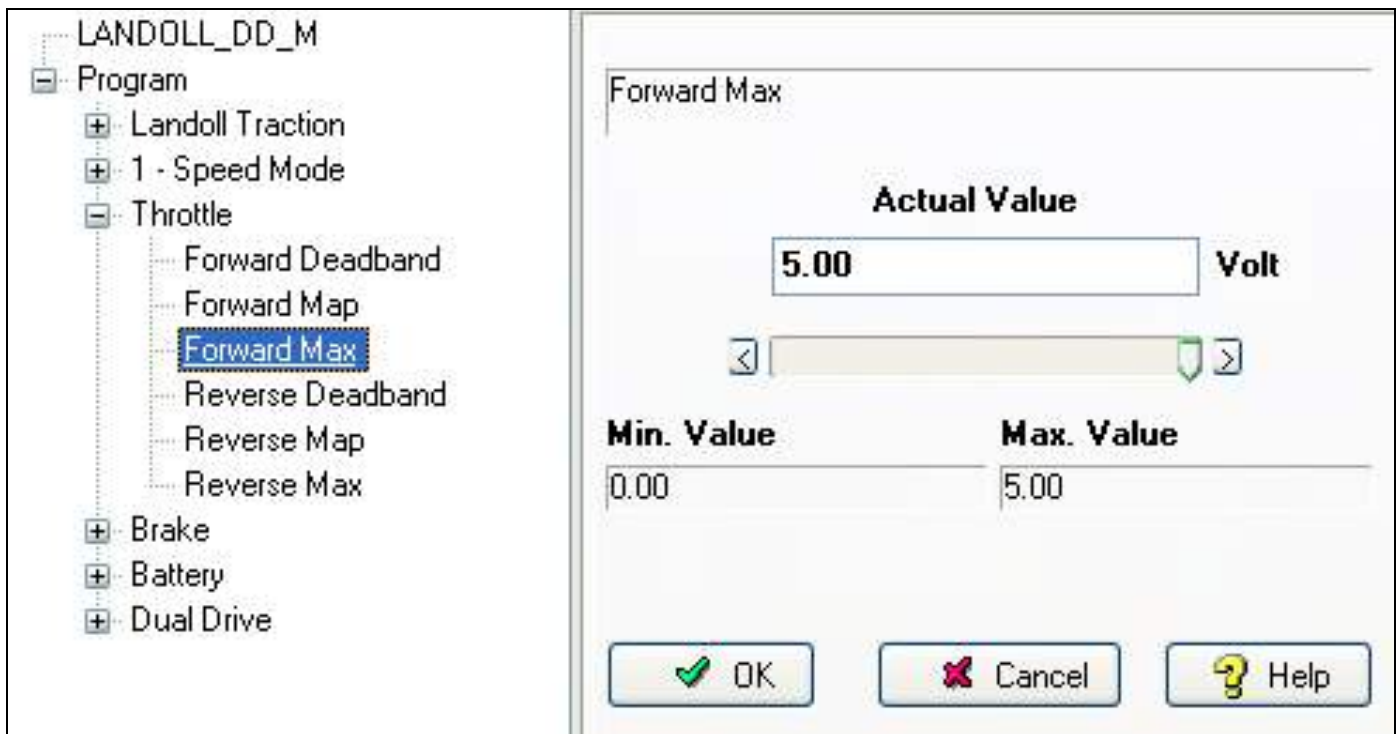 LANDOLL_DD_M
Program
Landoll Traction
1 - Speed Mode
Throttle
Forward Deadband
Forward Map
Forward Max
Reverse Deadband
Reverse Map
Reverse Max
Brake
Battery
Dual Drive
Forward Max
Actual Value
5.00 Volt
Min. Value Max. Value
0.00 5.00
OK Cancel Help